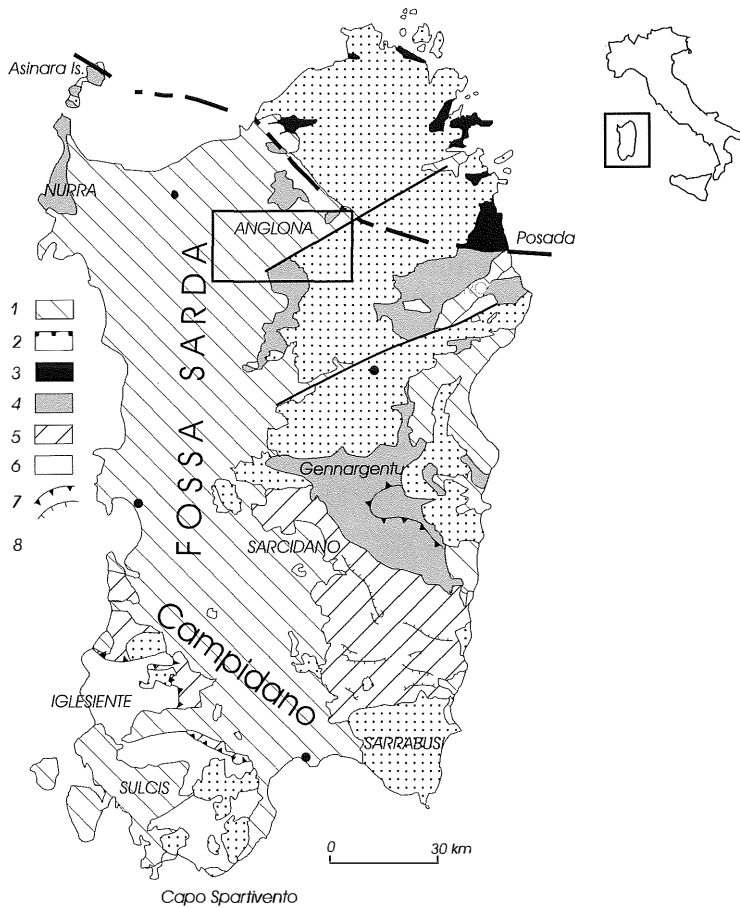 Asinara Is.
NURRA
ANGLONA
Posada
FOSSA SARDA
1
2
3
4
5
6
7
8
Gennargentu
SARCIDANO
Campidano
IGLESIENTE
SARRABUS
SULCIS
0 30 km
Capo Spartivento